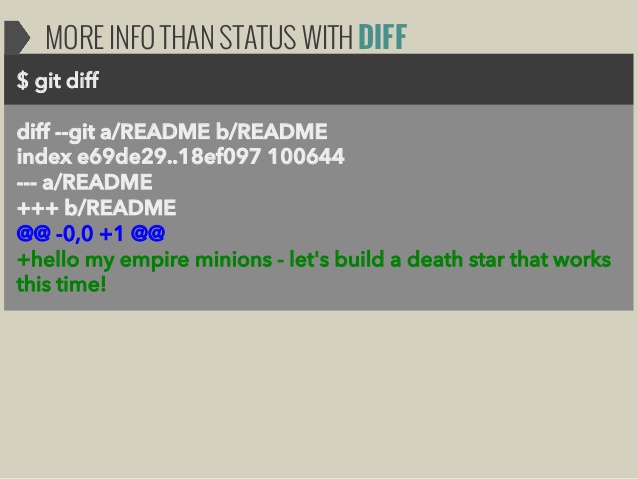 MORE INFO THAN STATUS WITH DIFF
$ git diff
diff --git a/README b/README
index e69de29..18ef097 100644
--- a/README
+++ b/README
@@ -0,0 +1 @@
+hello my empire minions - let's build a death star that works
this time!